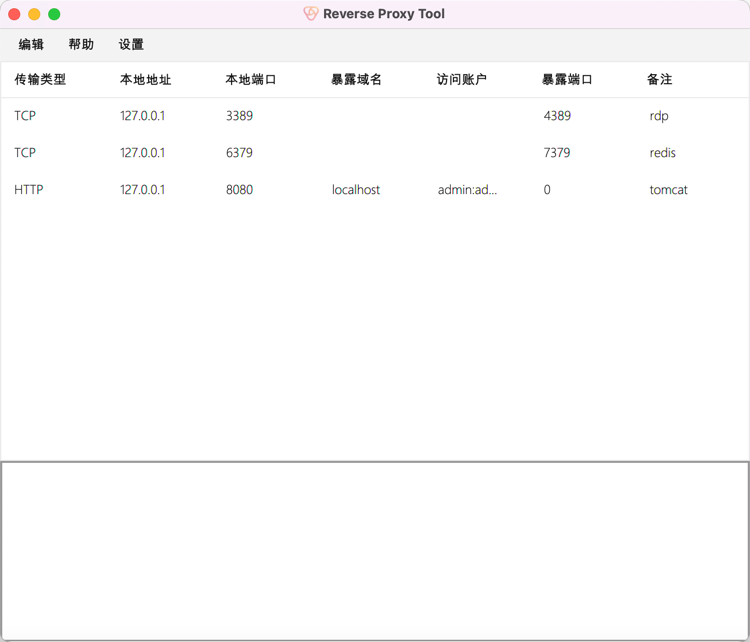 Reverse Proxy Tool
编辑 帮助 设置
传输类型 本地地址 本地端口 暴露域名 访问账户 暴露端口 备注
TCP 127.0.0.1 3389 4389 rdp
TCP 127.0.0.1 6379 7379 redis
HTTP 127.0.0.1 8080 localhost admin:ad... 0 tomcat